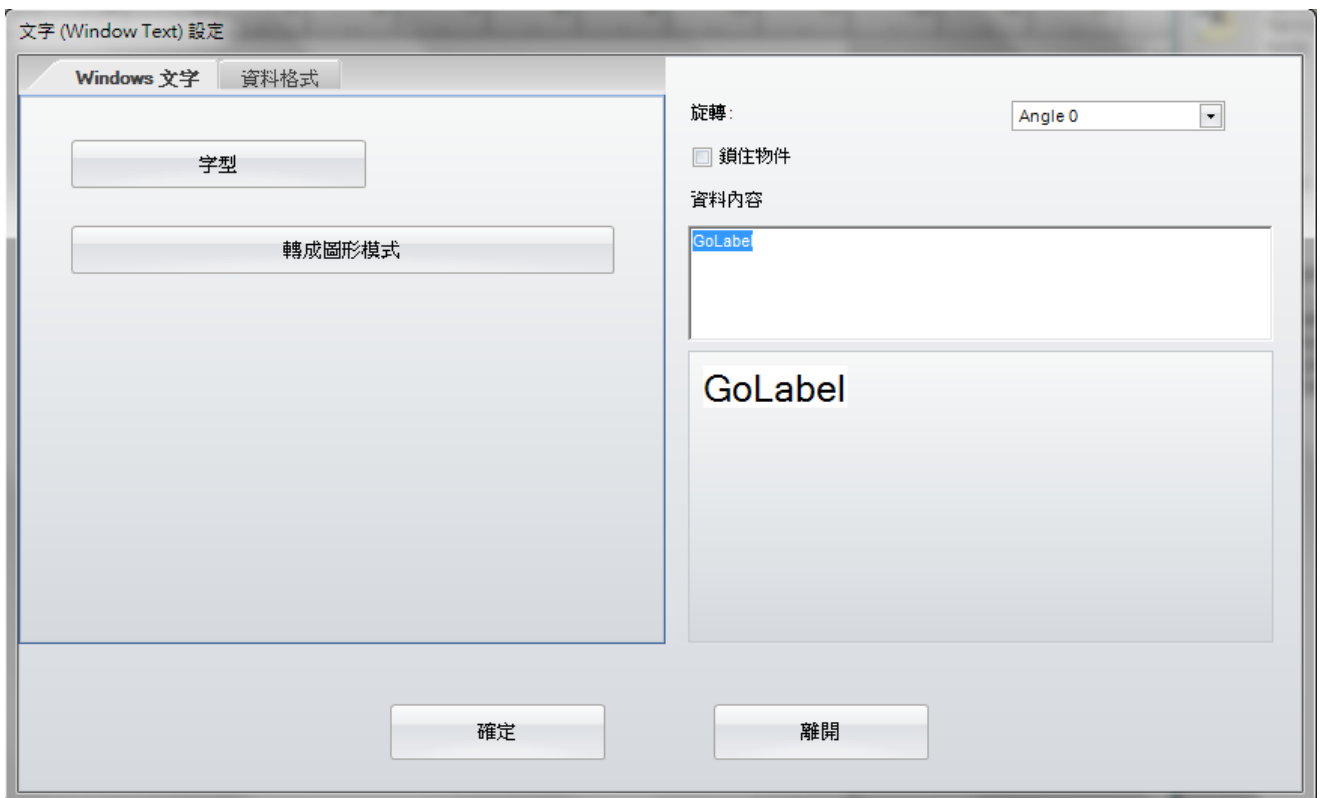 文字 (Window Text) 設定
Windows 文字
資料格式
字型
轉成圖形模式
旋轉:
Angle 0
鎖住物件
資料內容
GoLabel
GoLabel
確定
離開